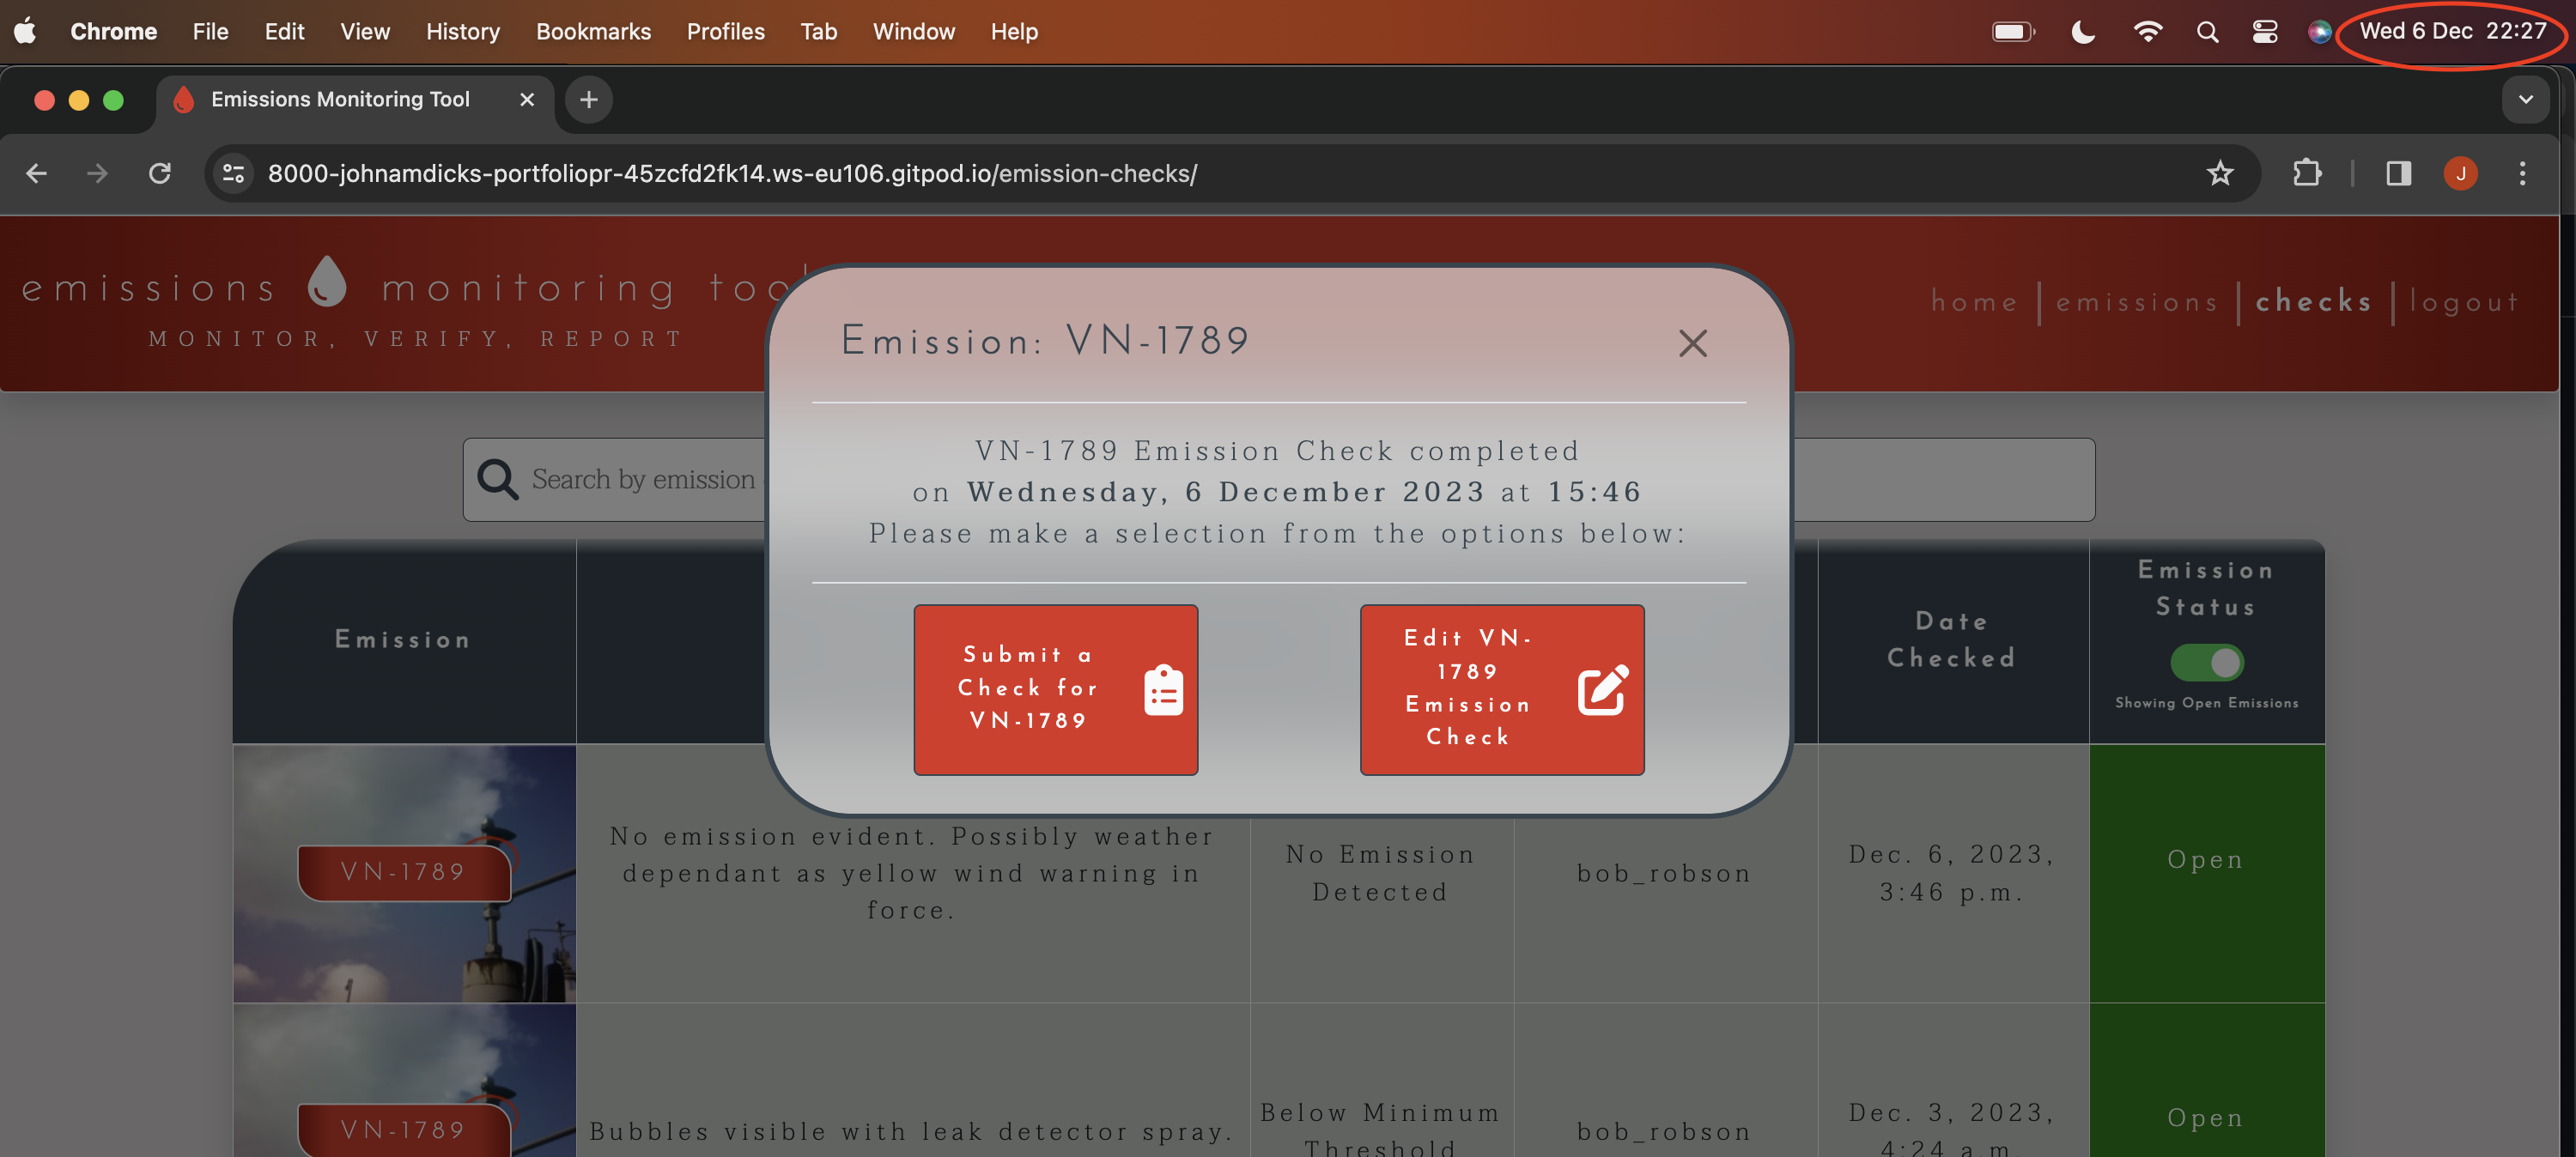 Chrome File Edit View History Bookmarks Profiles Tab Window Help Wed 6 Dec 22:27
Emissions Monitoring Tool
8000-johnamdicks-portfoliopr-45zcfd2fk14.ws-eu106.gitpod.io/emission-checks/
J
emissions monitoring too
MONITOR, VERIFY, REPORT
home emissions checks logout
Emission: VN-1789
VN-1789 Emission Check completed
on Wednesday, 6 December 2023 at 15:46
Please make a selection from the options below:
Submit a
Check for
VN-1789
Edit VN-
1789
Emission
Check
Search by emission
Emission
Date
Checked
Emission
Status
Showing Open Emissions
VN-1789
No emission evident. Possibly weather
dependant as yellow wind warning in
force.
No Emission
Detected
bob_robson
Dec. 6, 2023,
3:46 p.m.
Open
VN-1789
Bubbles visible with leak detector spray.
Below Minimum
Threshold
bob_robson
Dec. 3, 2023,
4:24 a.m.
Open